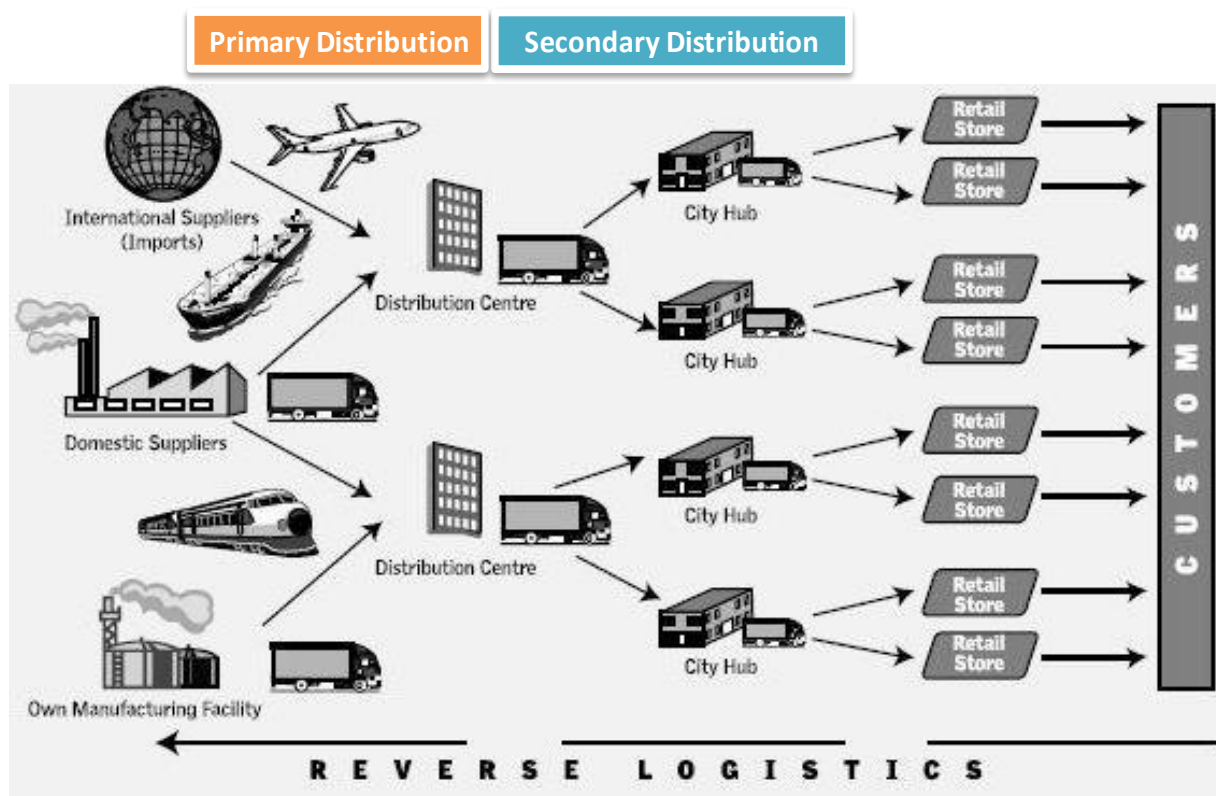 Primary Distribution
Secondary Distribution
International Suppliers
(Imports)
Distribution Centre
Domestic Suppliers
Distribution Centre
Own Manufacturing Facility
City Hub
City Hub
City Hub
City Hub
Retail
Store
Retail
Store
Retail
Store
Retail
Store
Retail
Store
Retail
Store
Retail
Store
Retail
Store
CUSTOMERS
REVERSE LOGISTICS